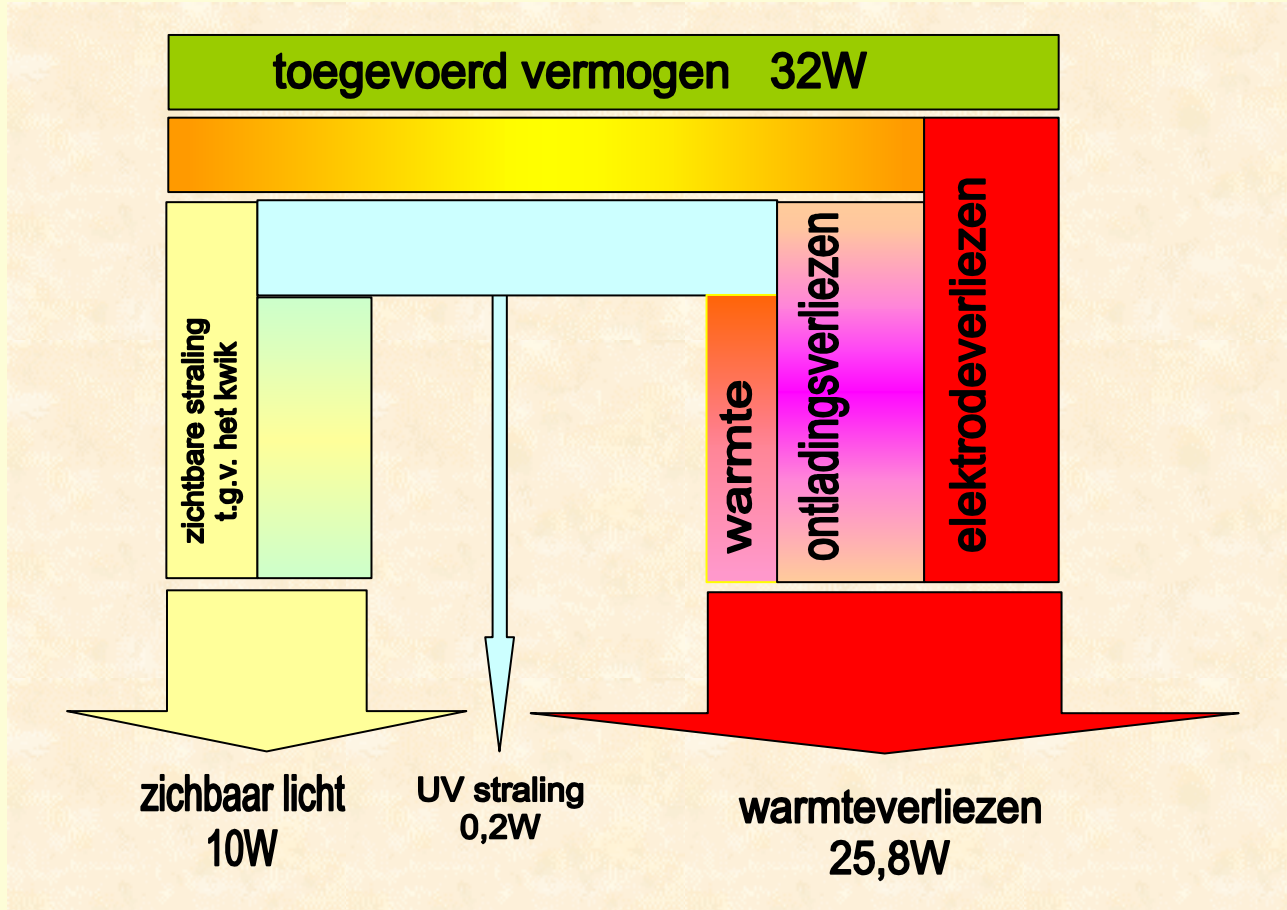 toegevoerd vermogen 32W
zichtbare straling
t.g.v. het kwik
warmte
ontladingsverliezen
elektrodeverliezen
zichbaar licht
10W
UV straling
0,2W
warmteverliezen
25,8W